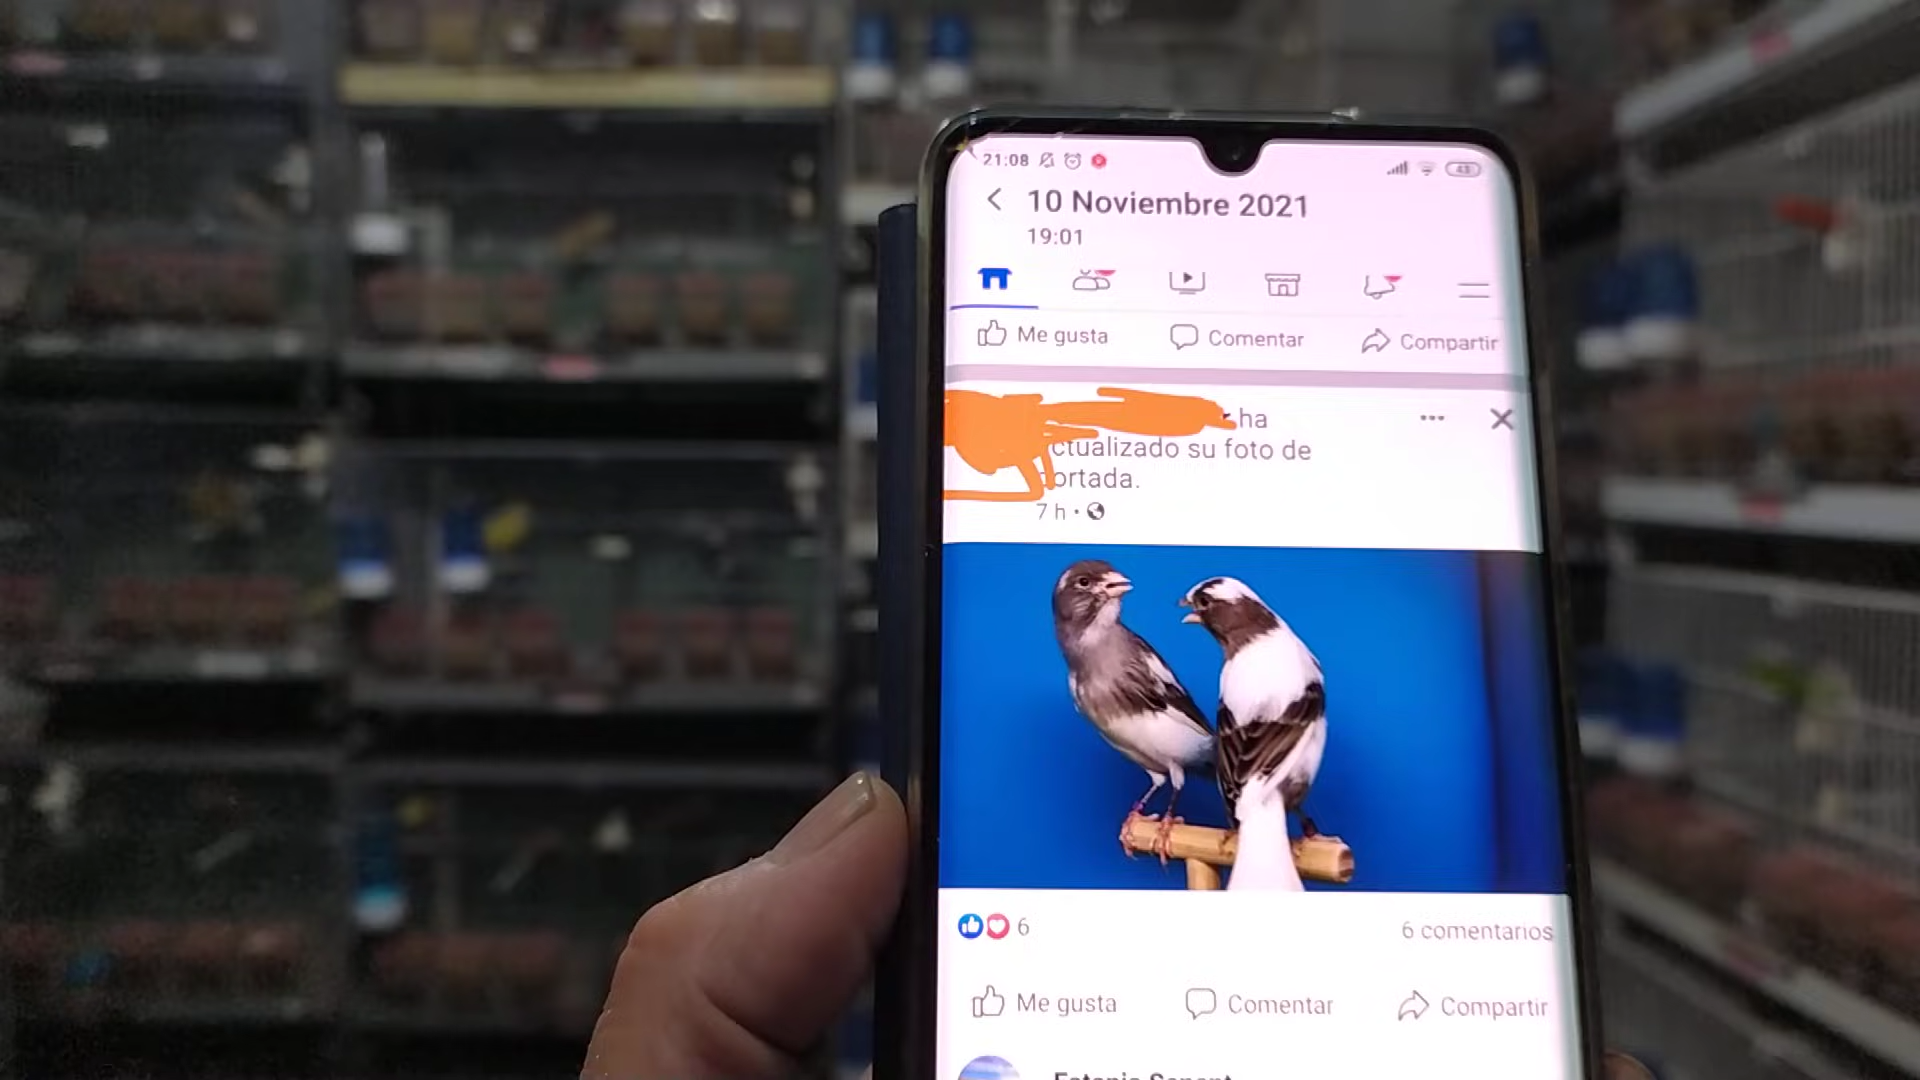 21:08
43
10 Noviembre 2021
19:01
Me gusta Comentar Compartir
ha
ctualizado su foto de
ortada.
7 h ·
6 6 comentarios
Me gusta Comentar Compartir